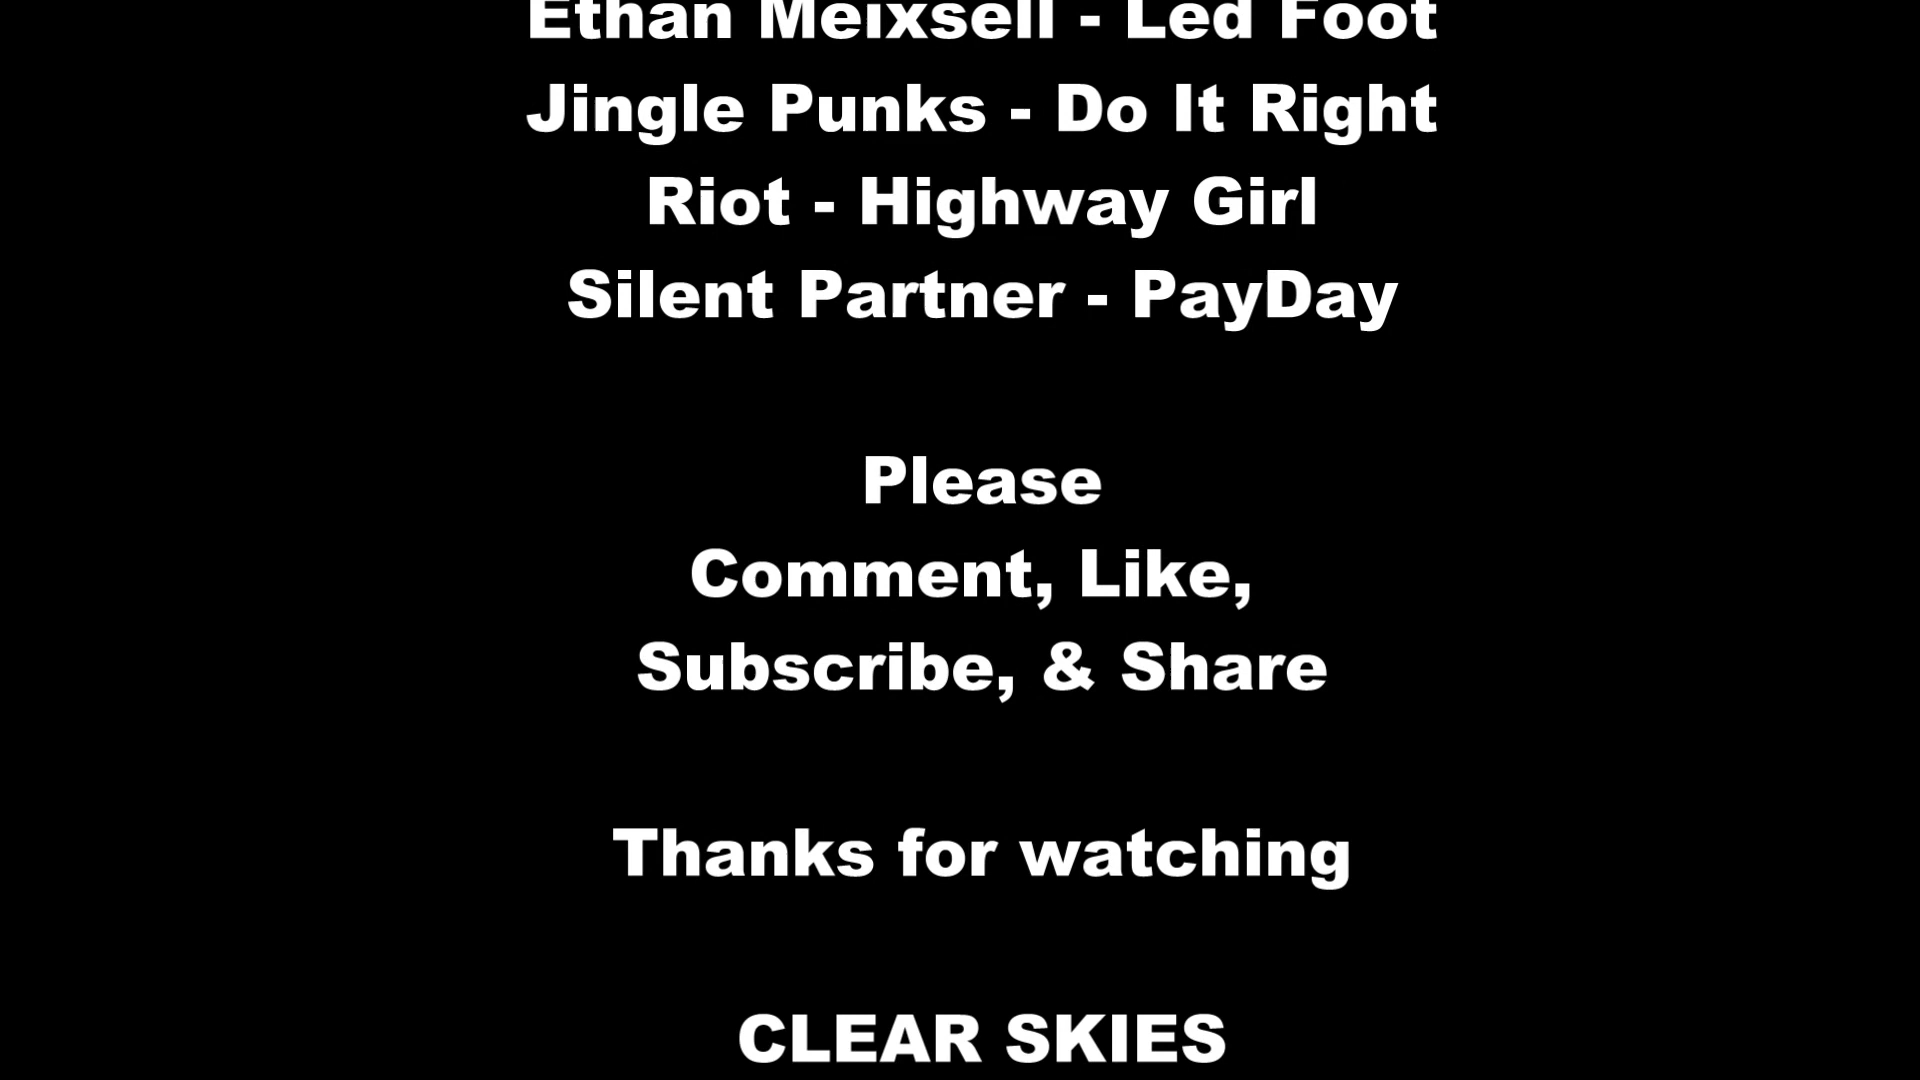 Ethan Meixsell - Led Foot
Jingle Punks - Do It Right
Riot - Highway Girl
Silent Partner - PayDay
Please
Comment, Like,
Subscribe, & Share
Thanks for watching
CLEAR SKIES